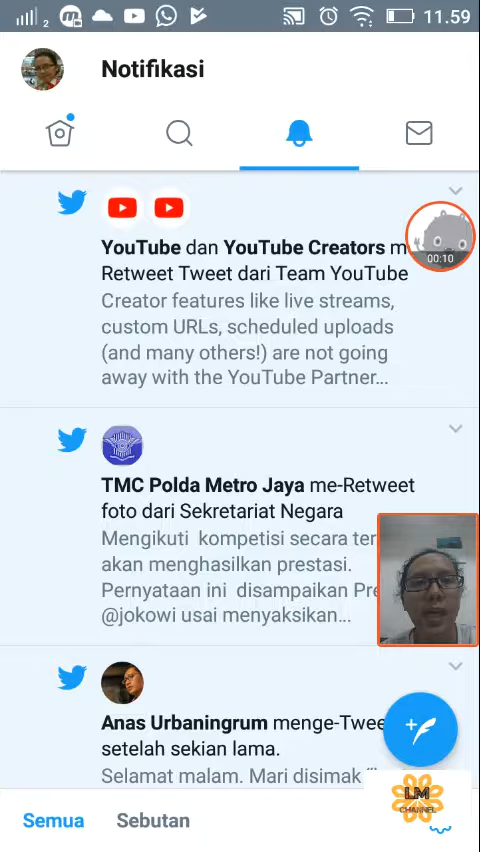 2 11.59
Notifikasi
YouTube dan YouTube Creators m
Retweet Tweet dari Team YouTube
00:10
Creator features like live streams,
custom URLs, scheduled uploads
(and many others!) are not going
away with the YouTube Partner...
TMC Polda Metro Jaya me-Retweet
foto dari Sekretariat Negara
Mengikuti kompetisi secara ter
akan menghasilkan prestasi.
Pernyataan ini disampaikan Pre
@jokowi usai menyaksikan...
Anas Urbaningrum menge-Twee
setelah sekian lama.
Selamat malam. Mari disimak
LM
CHANNEL
Semua Sebutan